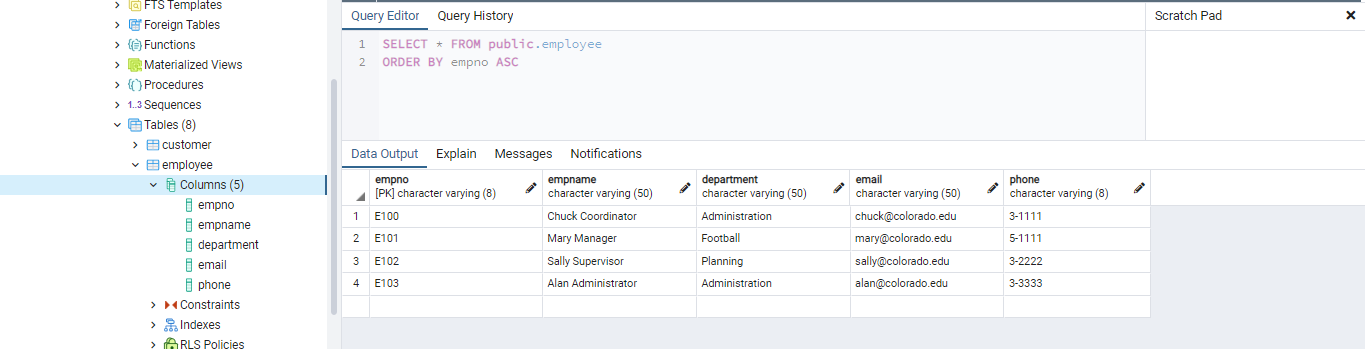 FTS Templates
Foreign Tables
Functions
Materialized Views
Procedures
1..3 Sequences
Tables (8)
customer
employee
Columns (5)
empno
empname
department
email
phone
Constraints
Indexes
RLS Policies
Query Editor Query History
Scratch Pad
1 SELECT * FROM public.employee
2 ORDER BY empno ASC
Data Output Explain Messages Notifications
empno empname department email phone
[PK] character varying (8) character varying (50) character varying (50) character varying (50) character varying (8)
1 E100 Chuck Coordinator Administration chuck@colorado.edu 3-1111
2 E101 Mary Manager Football mary@colorado.edu 5-1111
3 E102 Sally Supervisor Planning sally@colorado.edu 3-2222
4 E103 Alan Administrator Administration alan@colorado.edu 3-3333